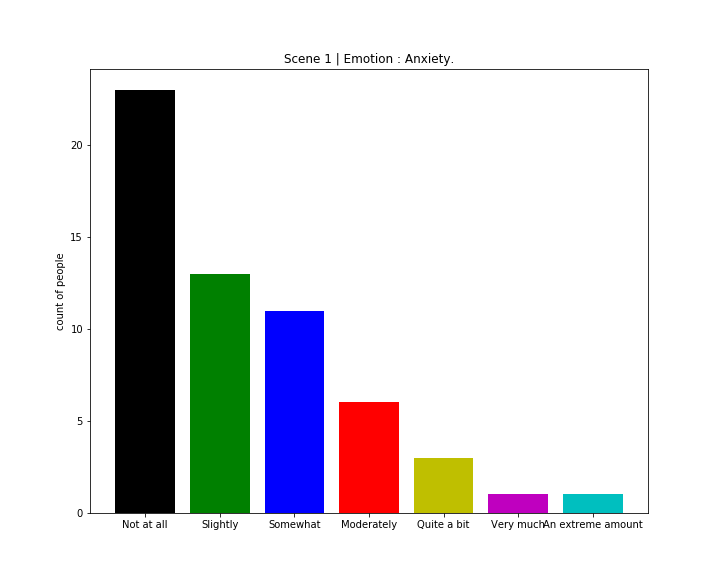 Scene 1 | Emotion : Anxiety.
count of people
20
15
10
5
0
Not at all
Slightly
Somewhat
Moderately
Quite a bit
Very much
An extreme amount